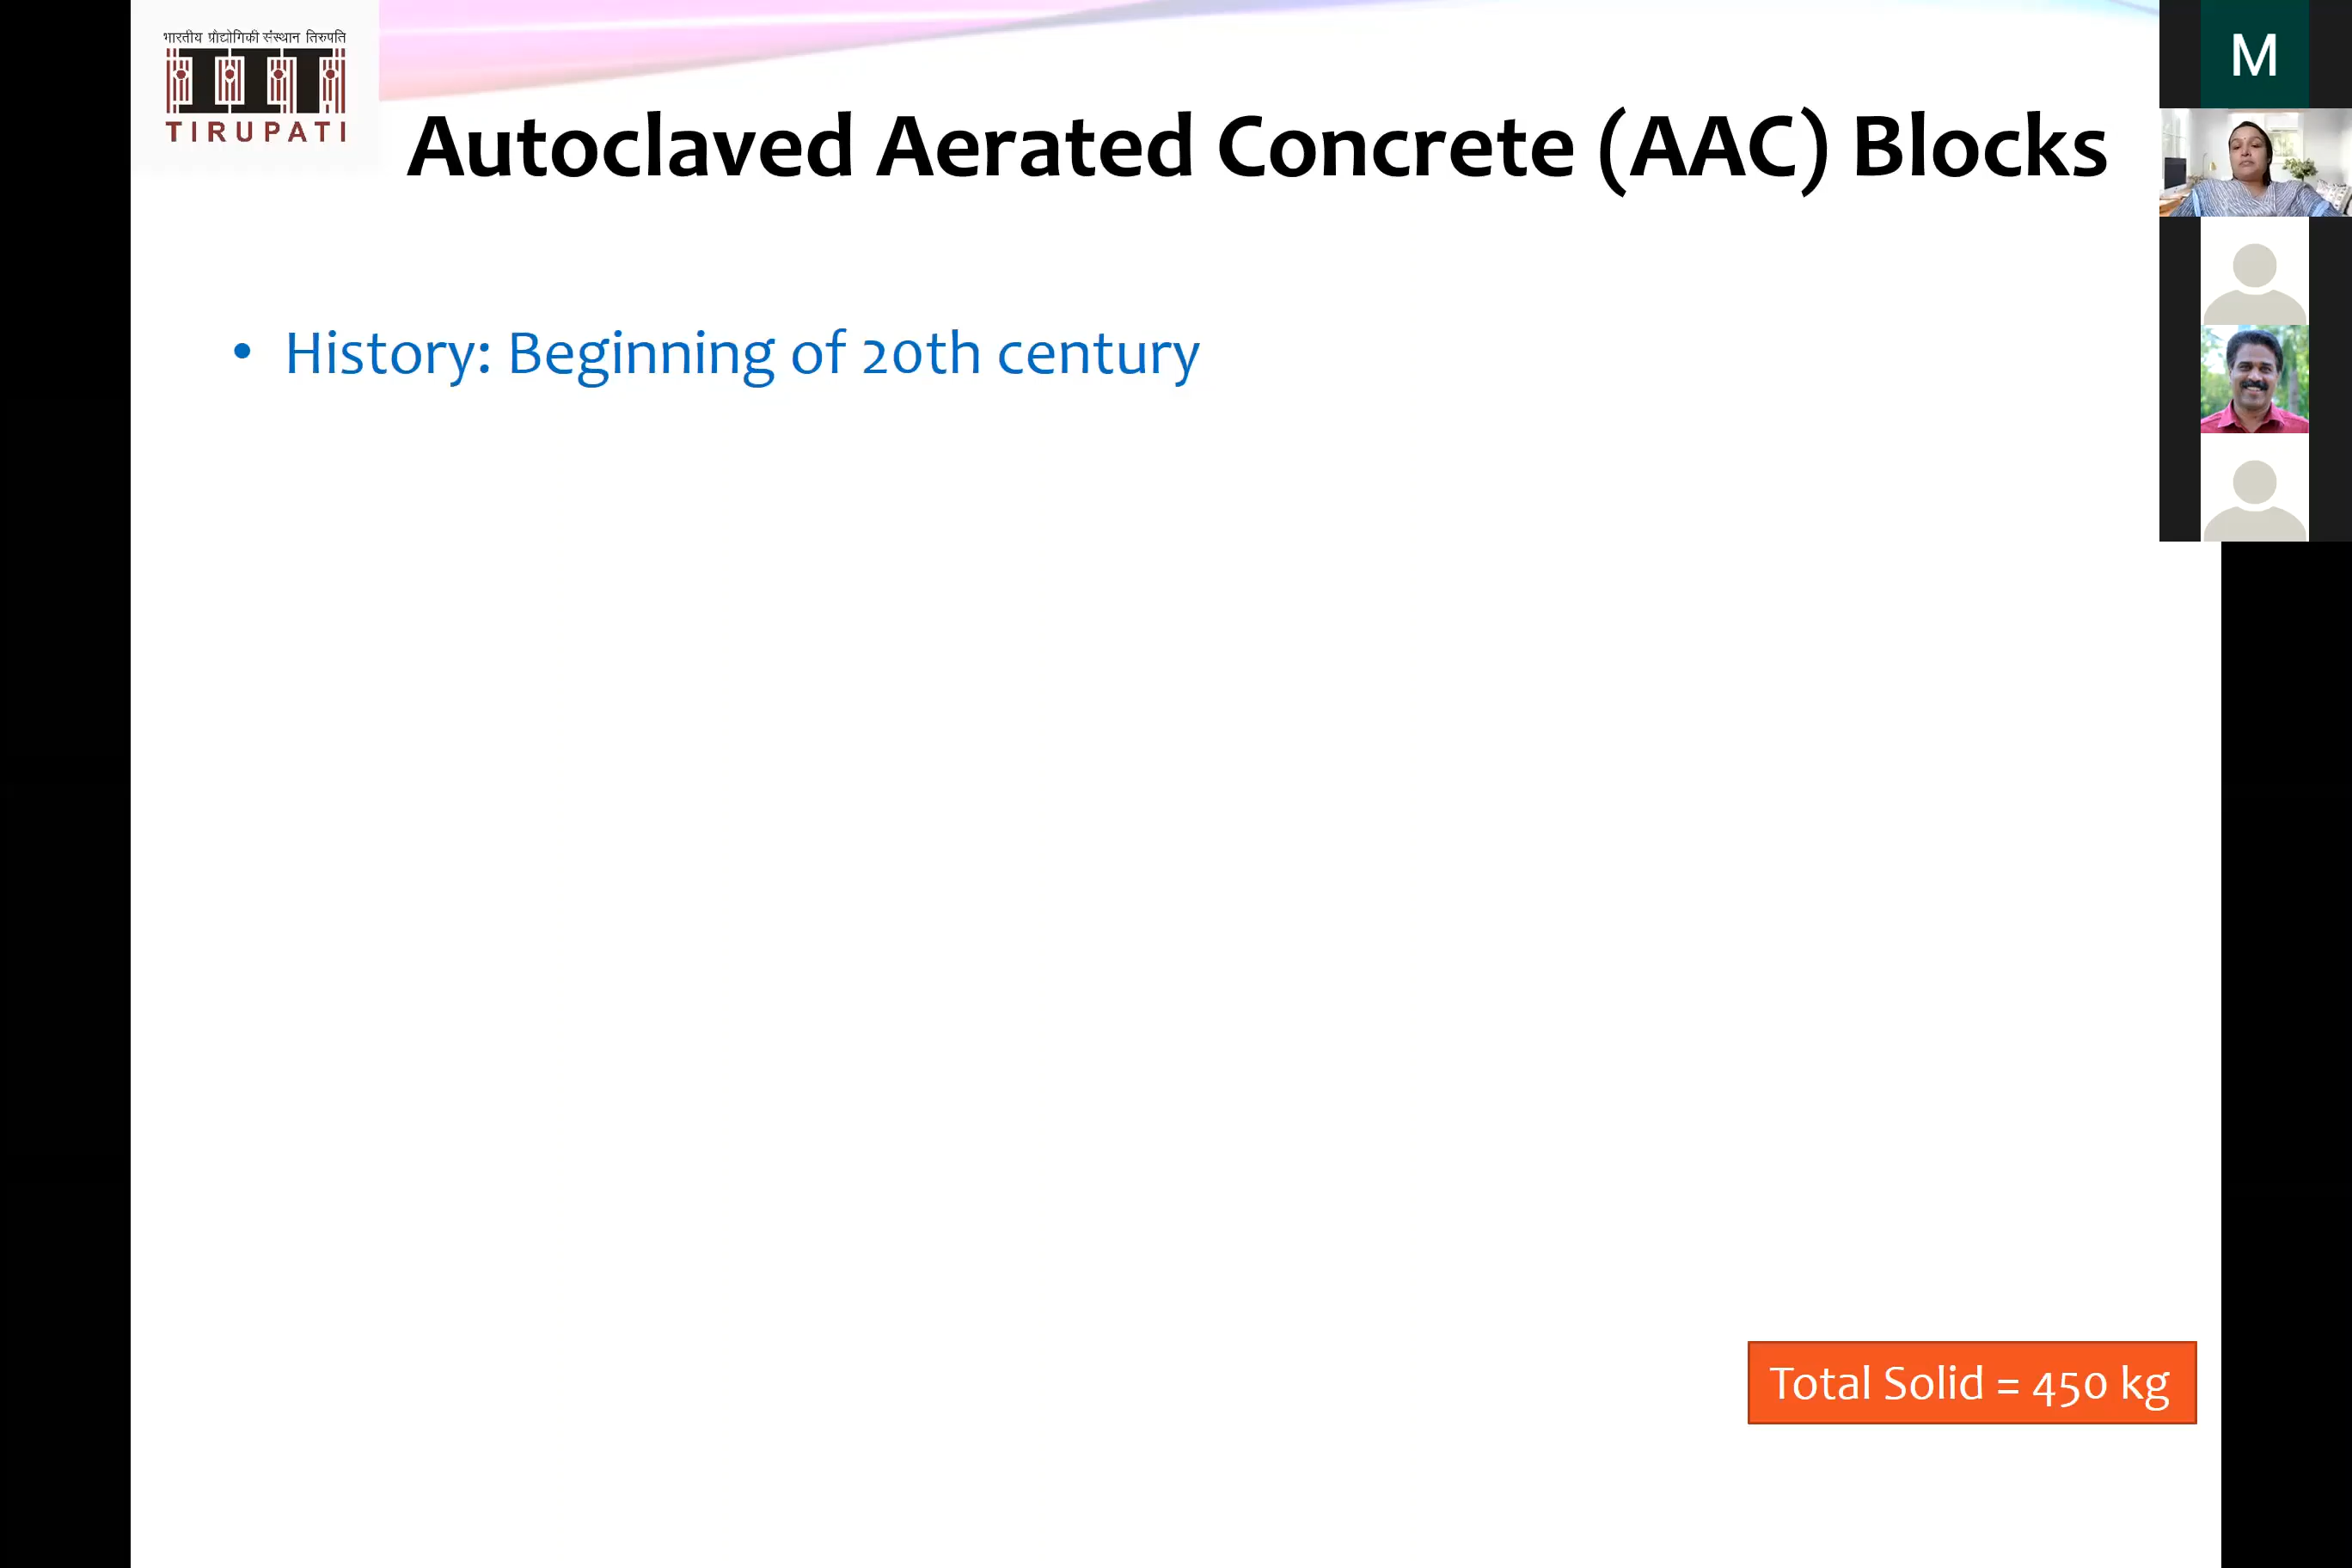 भारतीय प्रौद्योगिकी संस्थान तिरुपति
TIRUPATI
Autoclaved Aerated Concrete (AAC) Blocks
M
• History: Beginning of 20th century
Total Solid = 450 kg